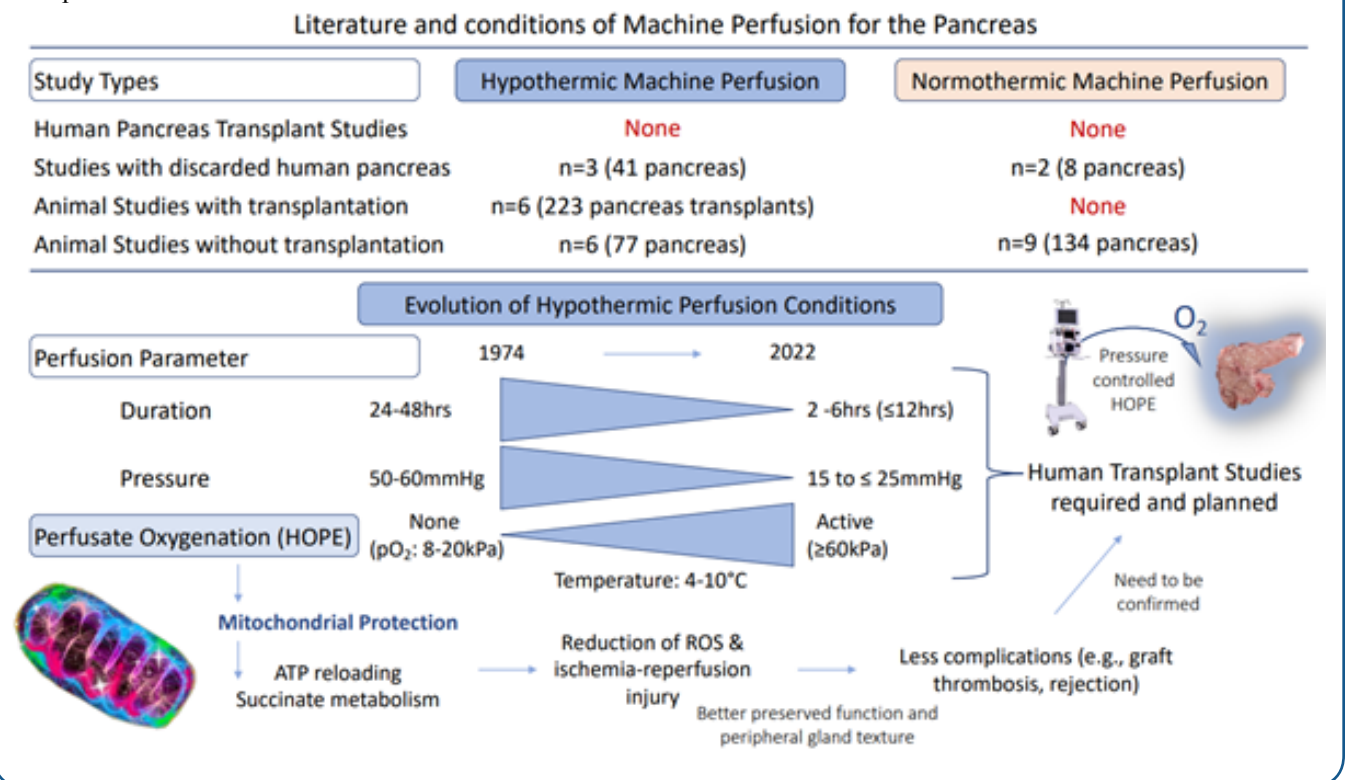 Literature and conditions of Machine Perfusion for the Pancreas
Study Types
Hypothermic Machine Perfusion
Normothermic Machine Perfusion
Human Pancreas Transplant Studies
None
None
Studies with discarded human pancreas
n=3 (41 pancreas)
n=2 (8 pancreas)
Animal Studies with transplantation
n=6 (223 pancreas transplants)
None
Animal Studies without transplantation
n=6 (77 pancreas)
n=9 (134 pancreas)
Evolution of Hypothermic Perfusion Conditions
Perfusion Parameter
1974
2022
Duration
24-48hrs
2 -6hrs (≤12hrs)
Pressure
50-60mmHg
15 to ≤ 25mmHg
Perfusate Oxygenation (HOPE)
None
(pO₂: 8-20kPa)
Active
(≥60kPa)
Temperature: 4-10°C
O₂
Pressure
controlled
HOPE
Human Transplant Studies
required and planned
Need to be
confirmed
Mitochondrial Protection
ATP reloading
Succinate metabolism
Reduction of ROS &
ischemia-reperfusion
injury
Better preserved function and
peripheral gland texture
Less complications (e.g., graft
thrombosis, rejection)